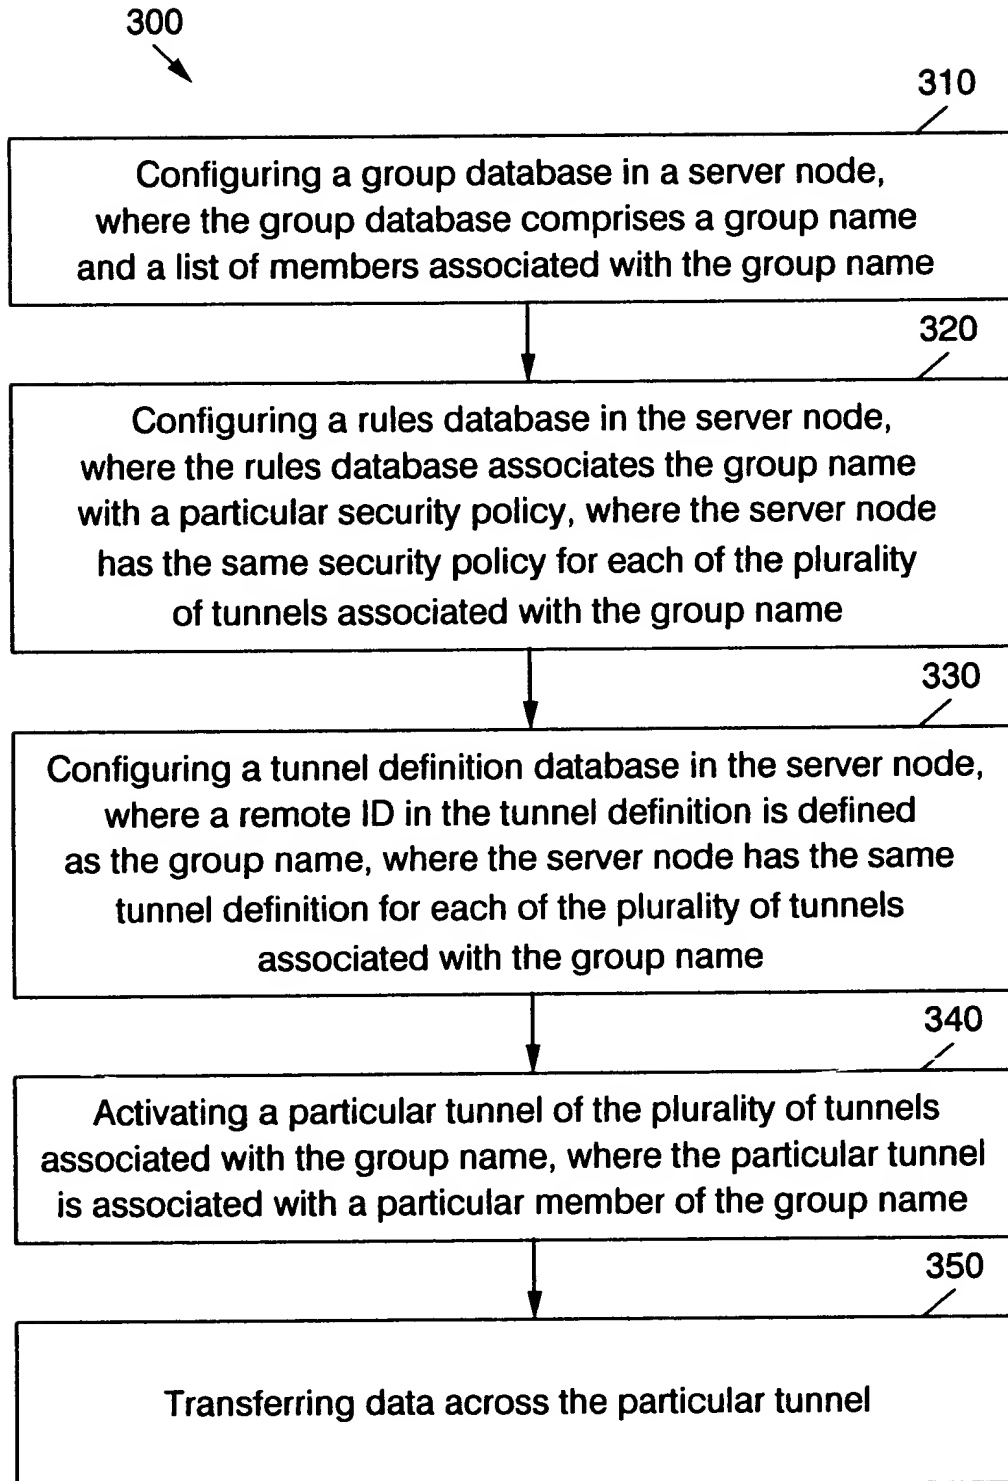 300
310
Configuring a group database in a server node,
where the group database comprises a group name
and a list of members associated with the group name
320
Configuring a rules database in the server node,
where the rules database associates the group name
with a particular security policy, where the server node
has the same security policy for each of the plurality
of tunnels associated with the group name
330
Configuring a tunnel definition database in the server node,
where a remote ID in the tunnel definition is defined
as the group name, where the server node has the same
tunnel definition for each of the plurality of tunnels
associated with the group name
340
Activating a particular tunnel of the plurality of tunnels
associated with the group name, where the particular tunnel
is associated with a particular member of the group name
350
Transferring data across the particular tunnel